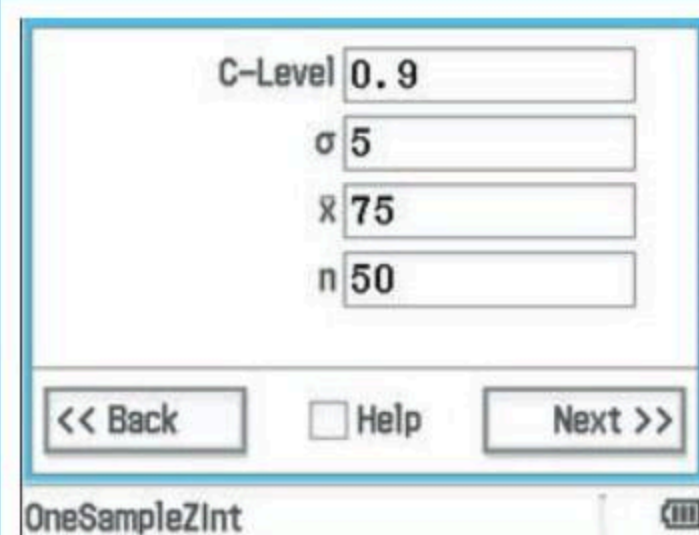 C-Level 0.9
σ 5
x̄ 75
n 50
<< Back Help Next >>
OneSampleZInt